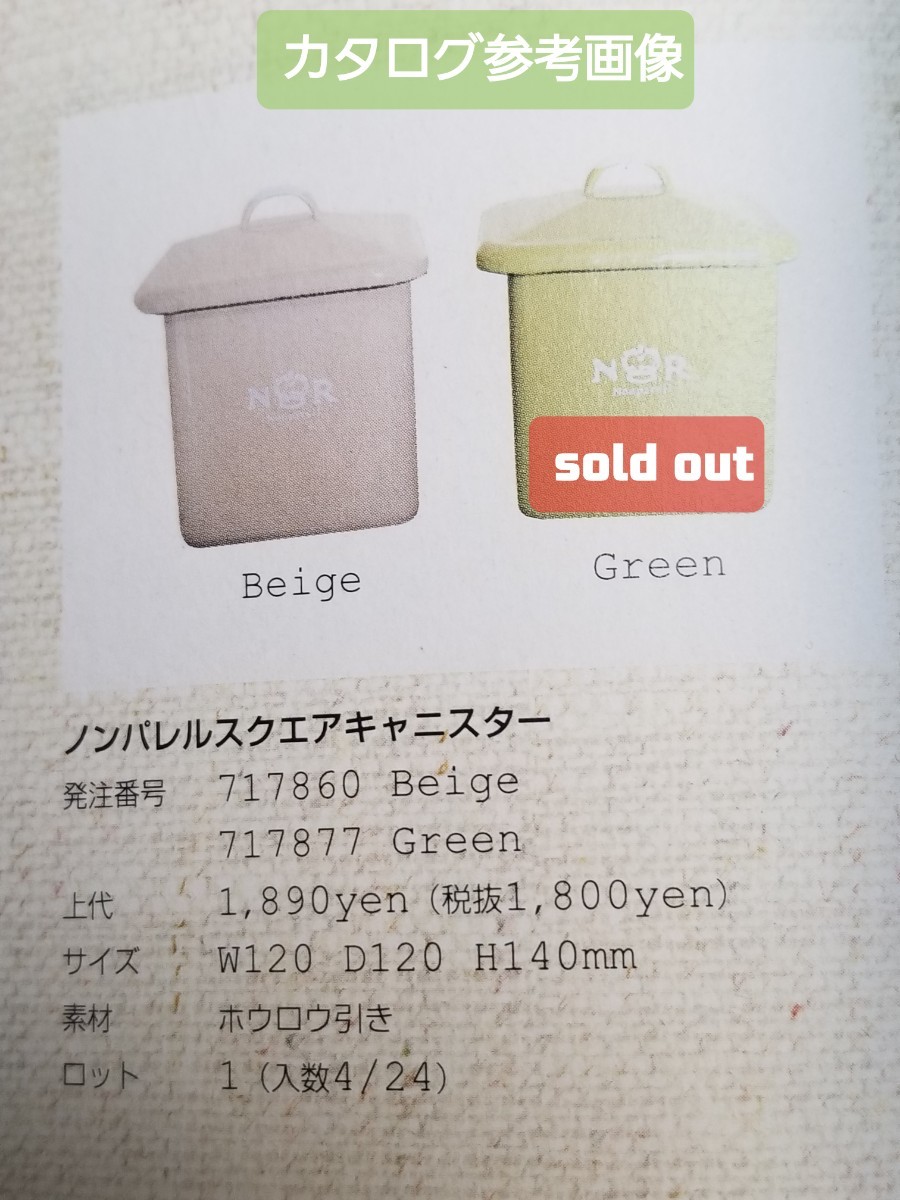 カタログ参考画像
N R
N R
sold out
Beige
Green
ノンパレルスクエアキャニスター
発注番号 717860 Beige
717877 Green
上代 1,890yen（税抜1,800yen）
サイズ W120 D120 H140mm
素材 ホウロウ引き
ロット 1（入数4/24）